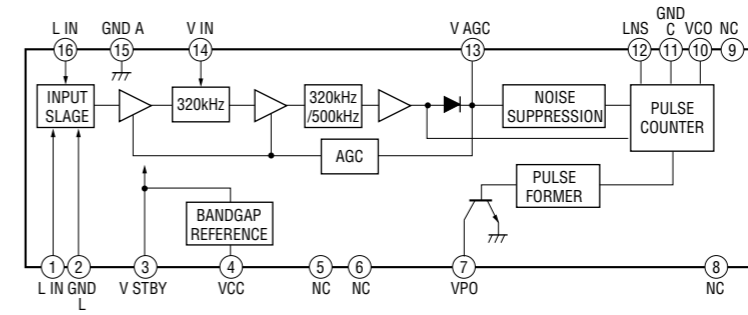 L IN GND A V IN V AGC LNS GND C VCO NC
16 15 14 13 12 11 10 9
INPUT SLAGE
320kHz
320kHz /500kHz
NOISE SUPPRESSION
PULSE COUNTER
AGC
PULSE FORMER
BANDGAP REFERENCE
1 2 3 4 5 6 7 8
L IN GND L V STBY VCC NC NC VPO NC